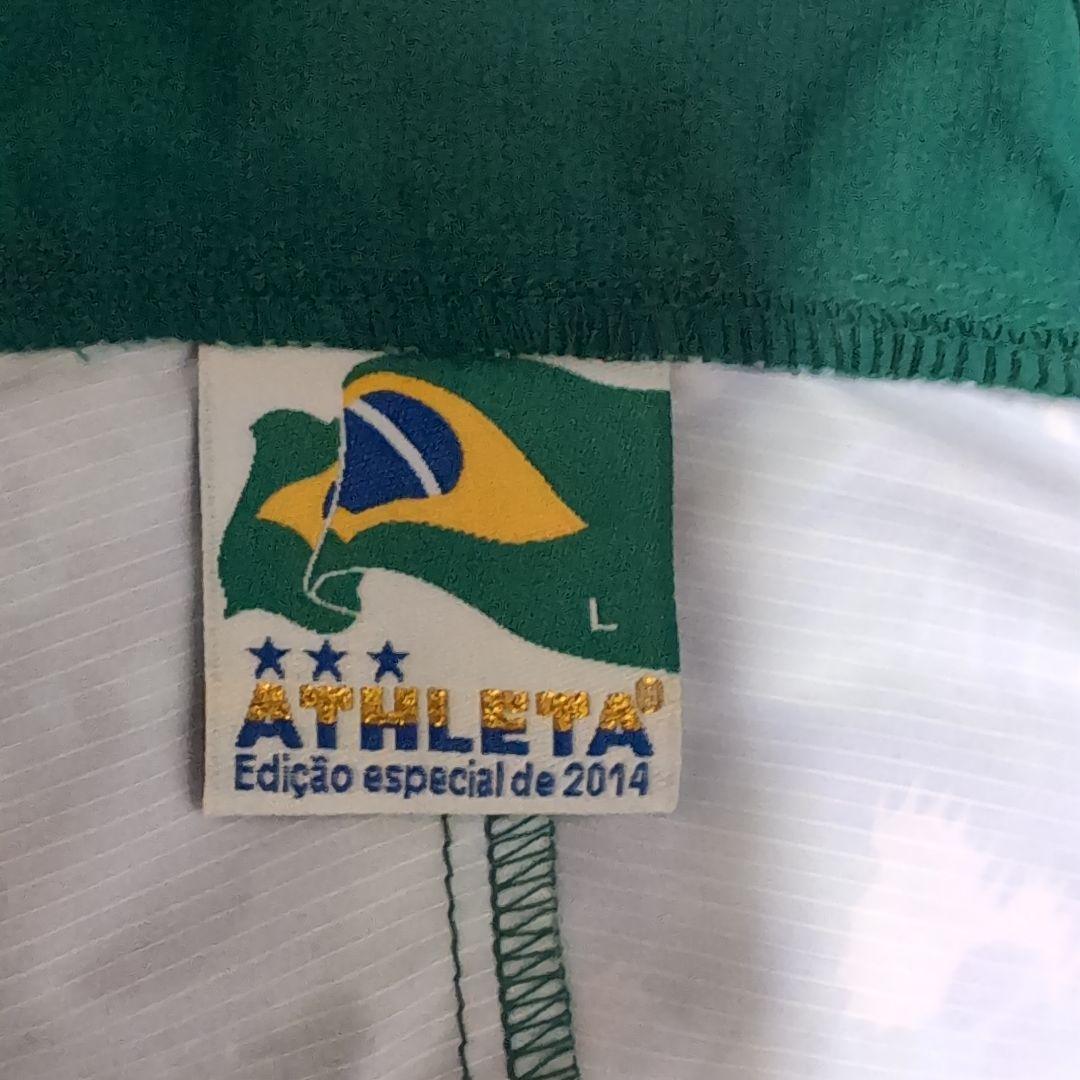 L
ATHLETA®
Edição especial de 2014